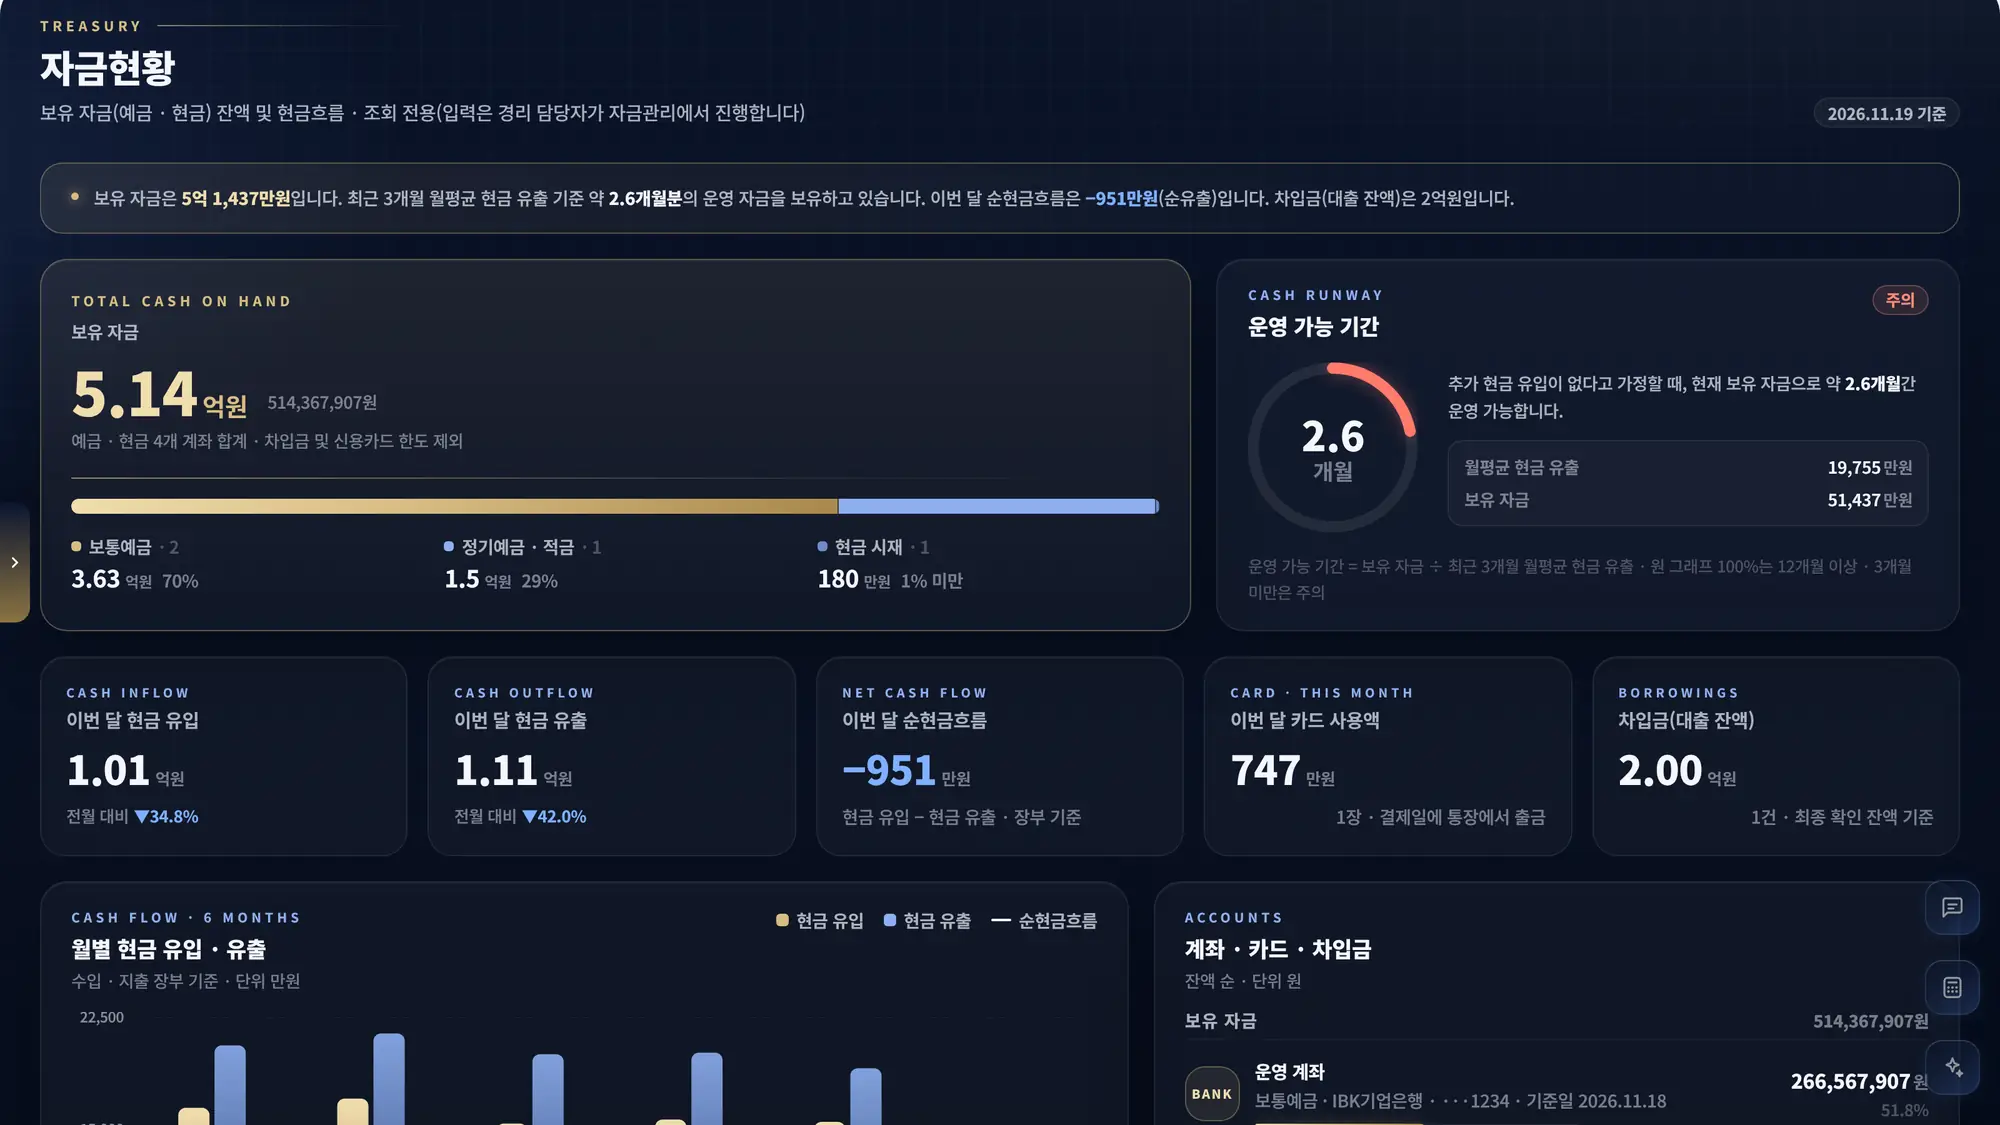 TREASURY
자금현황
보유 자금(예금 · 현금) 잔액 및 현금흐름 · 조회 전용(입력은 경리 담당자가 자금관리에서 진행합니다)
2026.11.19 기준
보유 자금은 5억 1,437만원입니다. 최근 3개월 월평균 현금 유출 기준 약 2.6개월분의 운영 자금을 보유하고 있습니다. 이번 달 순현금흐름은 −951만원(순유출)입니다. 차입금(대출 잔액)은 2억원입니다.
TOTAL CASH ON HAND
보유 자금
5.14 억원 514,367,907원
예금 · 현금 4개 계좌 합계 · 차입금 및 신용카드 한도 제외
보통예금 · 2
3.63 억원 70%
정기예금 · 적금 · 1
1.5 억원 29%
현금 시재 · 1
180 만원 1% 미만
CASH RUNWAY
주의
운영 가능 기간
2.6
개월
추가 현금 유입이 없다고 가정할 때, 현재 보유 자금으로 약 2.6개월간
운영 가능합니다.
월평균 현금 유출 19,755만원
보유 자금 51,437만원
운영 가능 기간 = 보유 자금 ÷ 최근 3개월 월평균 현금 유출 · 원 그래프 100%는 12개월 이상 · 3개월
미만은 주의
CASH INFLOW
이번 달 현금 유입
1.01 억원
전월 대비 ▼34.8%
CASH OUTFLOW
이번 달 현금 유출
1.11 억원
전월 대비 ▼42.0%
NET CASH FLOW
이번 달 순현금흐름
−951 만원
현금 유입 − 현금 유출 · 장부 기준
CARD · THIS MONTH
이번 달 카드 사용액
747 만원
1장 · 결제일에 통장에서 출금
BORROWINGS
차입금(대출 잔액)
2.00 억원
1건 · 최종 확인 잔액 기준
CASH FLOW · 6 MONTHS
월별 현금 유입 · 유출
수입 · 지출 장부 기준 · 단위 만원
현금 유입 현금 유출 순현금흐름
22,500
ACCOUNTS
계좌 · 카드 · 차입금
잔액 순 · 단위 원
보유 자금 514,367,907원
BANK
운영 계좌
보통예금 · IBK기업은행 · ···1234 · 기준일 2026.11.18
266,567,907원
51.8%